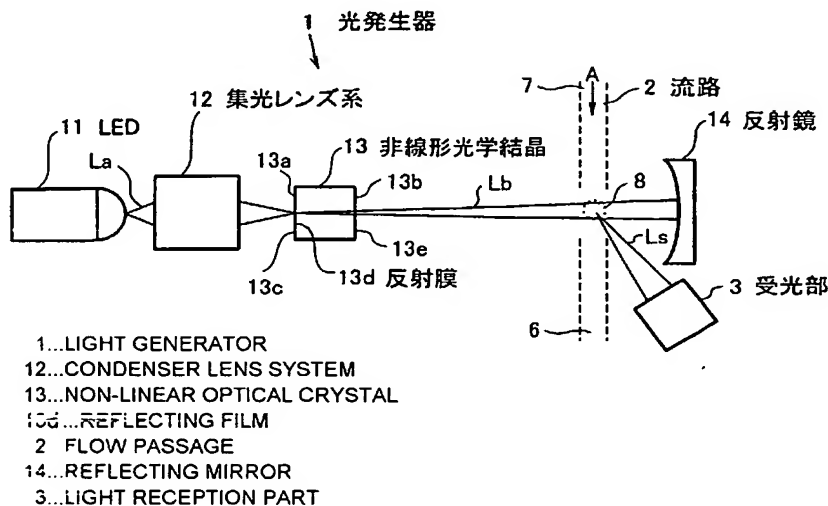 1 光発生器
7
A
2 流路
12 集光レンズ系
14 反射鏡
11 LED
La
13 非線形光学結晶
13a
13b
Lb
8
Ls
13e
13c
13d 反射膜
3 受光部
6
1...LIGHT GENERATOR
12...CONDENSER LENS SYSTEM
13...NON-LINEAR OPTICAL CRYSTAL
13d...REFLECTING FILM
2 FLOW PASSAGE
14...REFLECTING MIRROR
3...LIGHT RECEPTION PART